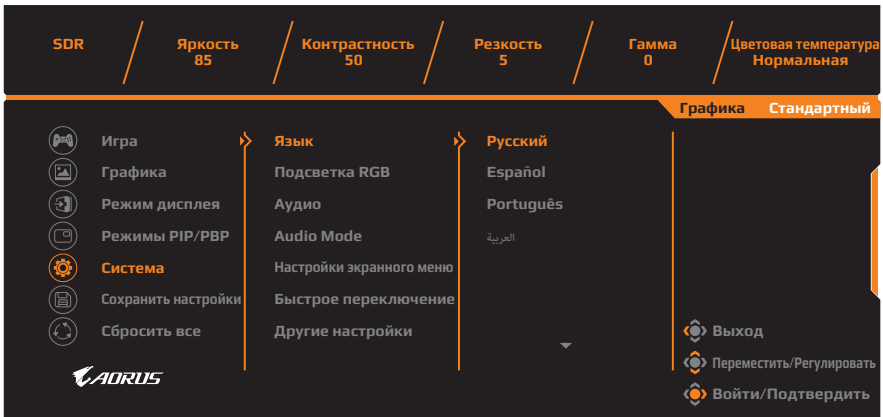 SDR
Яркость
85
Контрастность
50
Резкость
5
Гамма
0
Цветовая температура
Нормальная
Графика Стандартный
Игра
Графика
Режим дисплея
Режимы PIP/PBP
Система
Сохранить настройки
Сбросить все
Язык
Подсветка RGB
Аудио
Audio Mode
Настройки экранного меню
Быстрое переключение
Другие настройки
Русский
Español
Português
العربية
Выход
Переместить/Регулировать
Войти/Подтвердить
AORUS